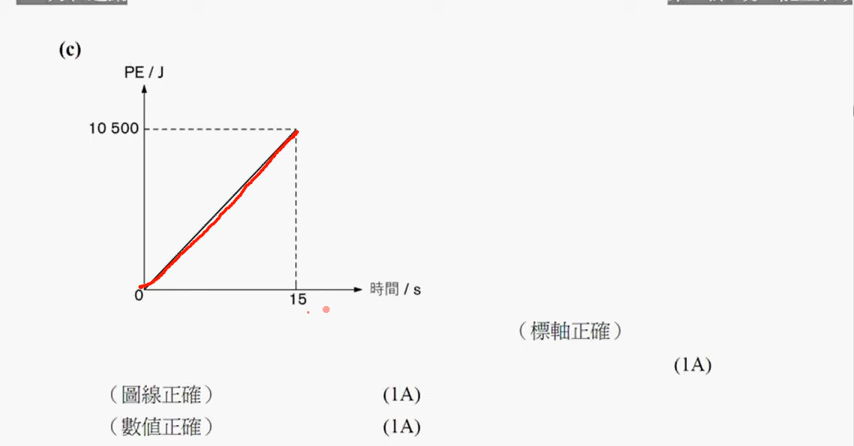 (c)
PE / J
10 500
0
15
時間 / s
（標軸正確）
(1A)
（圖線正確） (1A)
（數值正確） (1A)